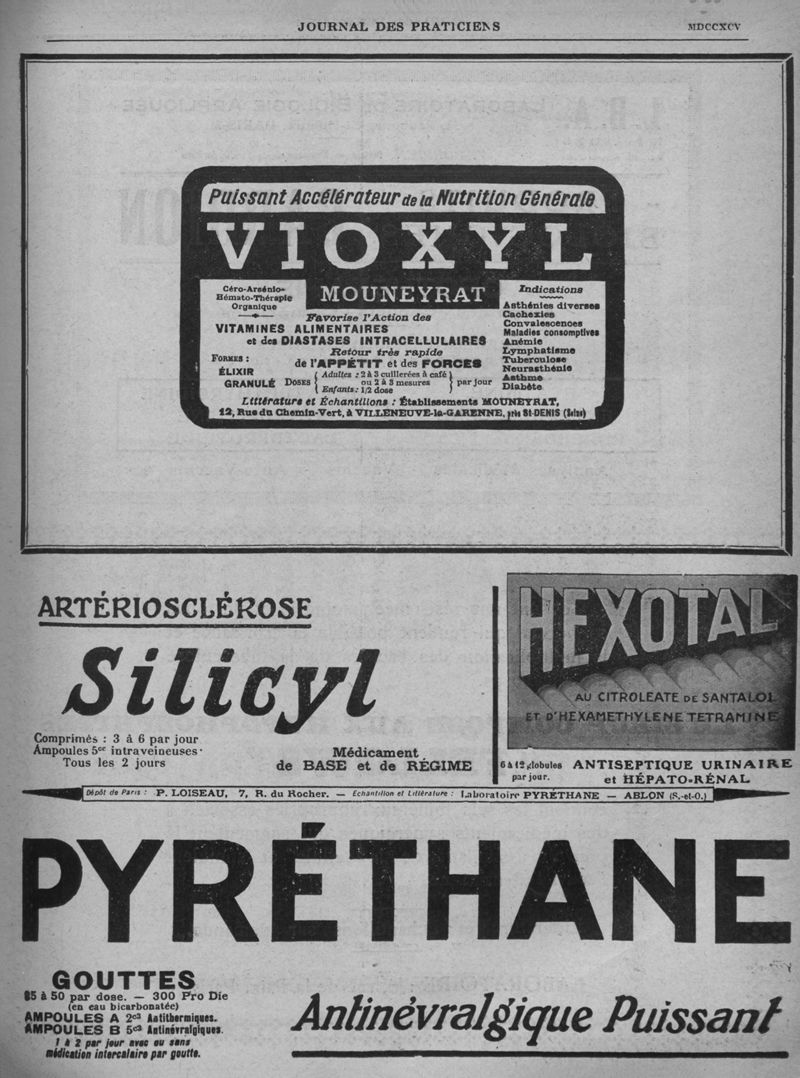 JOURNAL DES PRATICIENS
MDCCXCV
Puissant Accélérateur de la Nutrition Générale
VIOXYL
MOUNEYRAT
Céro-Arsénio-
Hémato-Thérapie
Organique
Favorise l'Action des
VITAMINES ALIMENTAIRES
et des DIASTASES INTRACELLULAIRES
Retour très rapide
de l'APPÉTIT et des FORCES
FORMES :
ÉLIXIR
GRANULÉ
DOSES
Adultes : 2 à 3 cuillerées à café
ou 2 à 3 mesures
Enfants: 1/2 dose
par jour
Indications
Asthénies diverses
Cachexies
Convalescences
Maladies consomptives
Anémie
Lymphatisme
Tuberculose
Neurasthénie
Asthme
Diabète
Littérature et Échantillons : Établissements MOUNEYRAT,
12, Rue du Chemin-Vert, à VILLENEUVE-la-GARENNE, près St-DENIS (Seine)
ARTÉRIOSCLÉROSE
Silicyl
Comprimés : 3 à 6 par jour
Ampoules 5cc intraveineuses·
Tous les 2 jours
Médicament
de BASE et de RÉGIME
HEXOTAL
AU CITROLEATE DE SANTALOL
ET D'HEXAMETHYLENE TETRAMINE
6 à 12 globules
par jour.
ANTISEPTIQUE URINAIRE
et HÉPATO-RÉNAL
Dépôt de Paris : P. LOISEAU, 7, R. du Rocher. — Echantillon et Littérature : Laboratoire PYRÉTHANE — ABLON (S.-et-O.)
PYRÉTHANE
GOUTTES
25 à 50 par dose. — 300 Pro Die
(en eau bicarbonatée)
AMPOULES A 2cs Antithermiques.
AMPOULES B 5cs Antinévralgiques.
1 à 2 par jour avec ou sans
médication intercalaire par goutte.
Antinévralgique Puissant